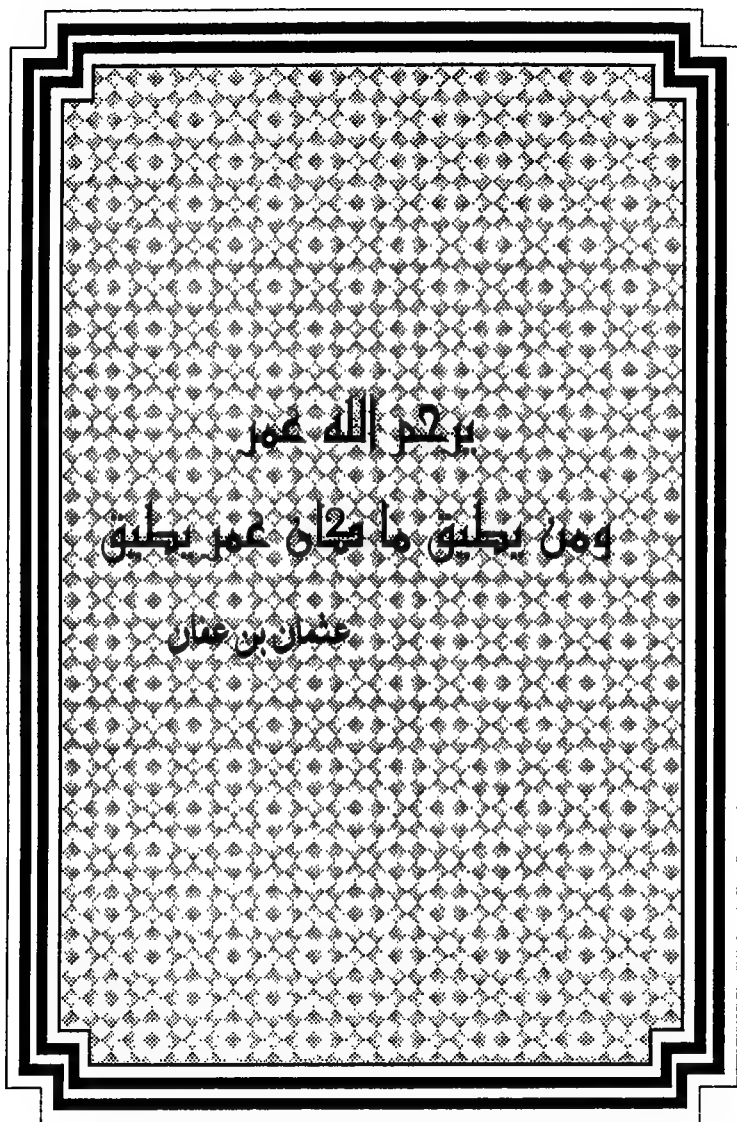 يرحم الله عمر
ومن يطيق ما كان عمر يطيق
عثمان بن عفان